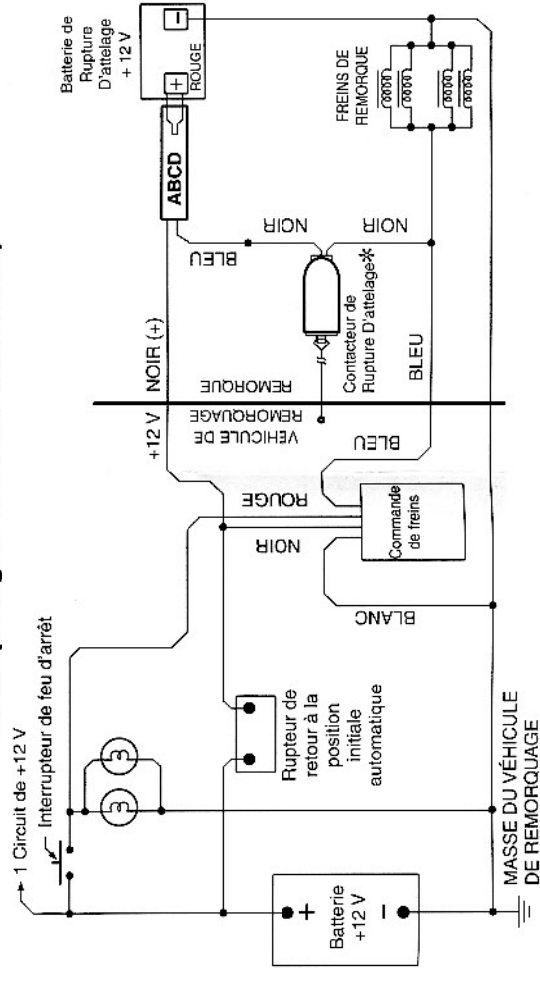 1 Circuit de +12 V
Interrupteur de feu d'arrêt
Batterie
+12 V
+
−
MASSE DU VÉHICULE
DE REMORQUAGE
Rupteur de
retour à la
position
initiale
automatique
BLANC
NOIR
ROUGE
BLEU
Commande
de freins
VÉHICULE DE
REMORQUAGE
REMORQUE
+12 V
NOIR (+)
BLEU
Contacteur de
Rupture D'attelage*
NOIR
NOIR
BLEU
ABCD
Batterie de
Rupture
D'attelage
+ 12 V
+
−
ROUGE
FREINS DE
REMORQUE